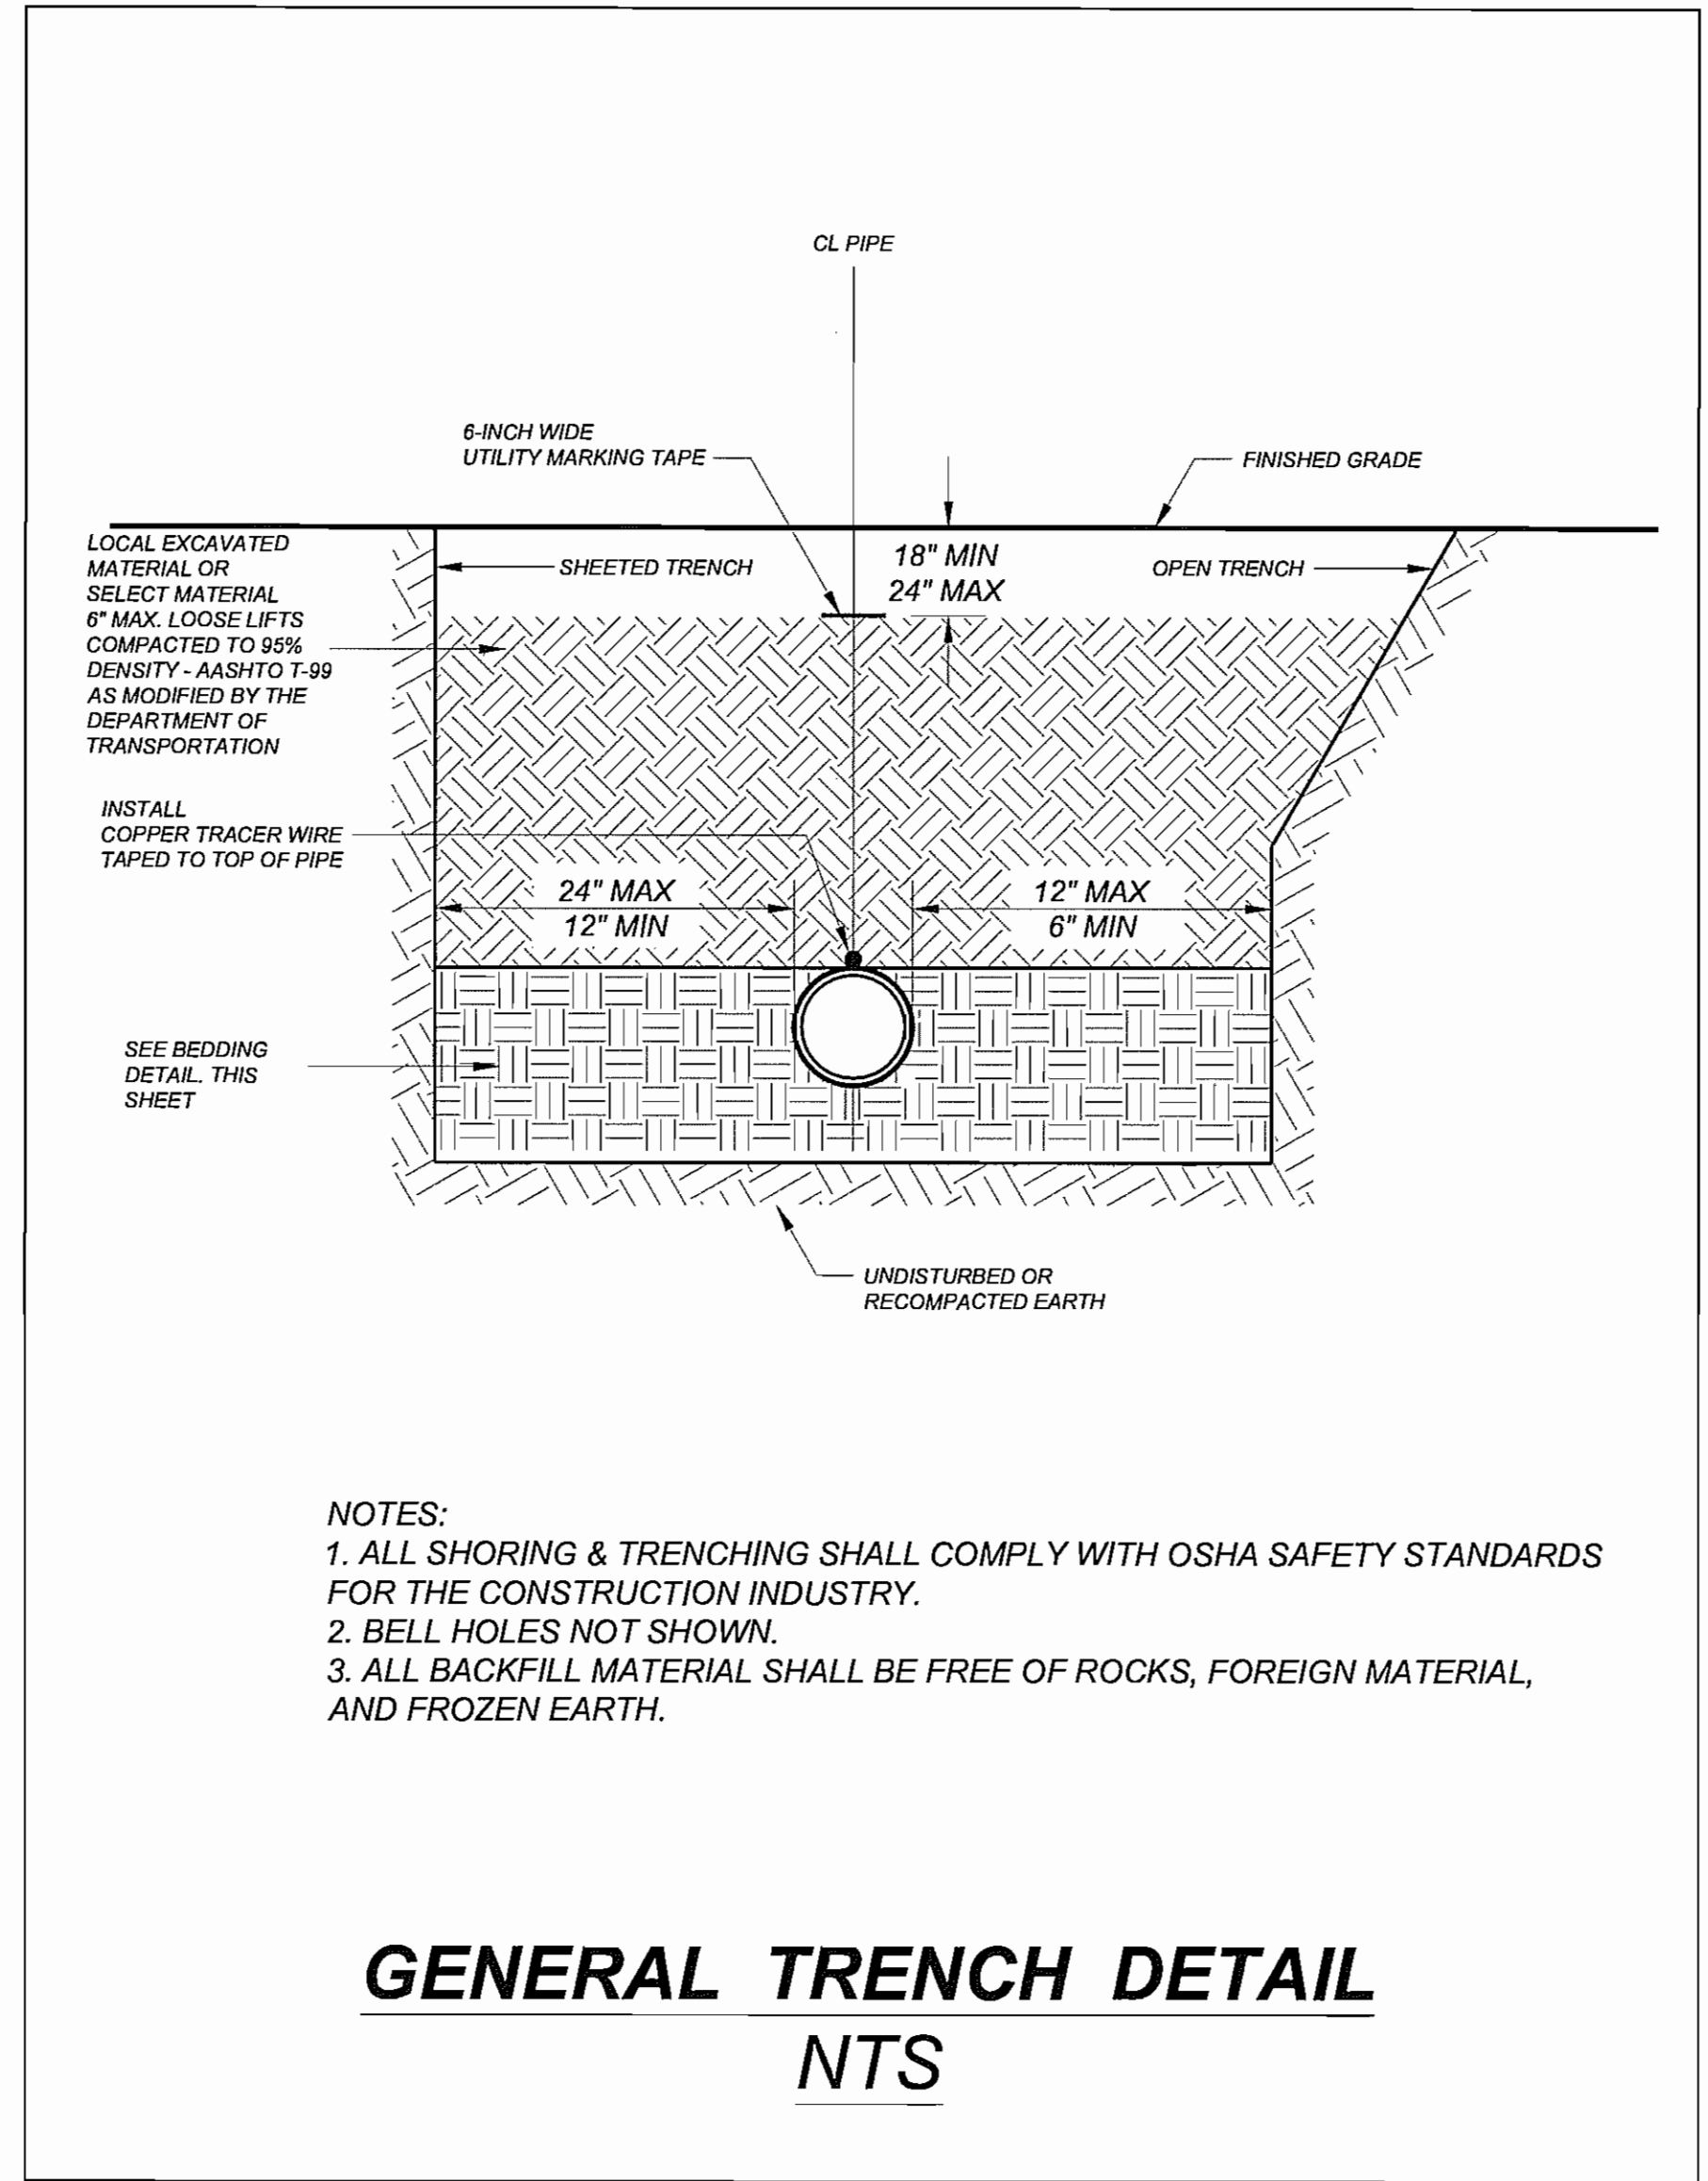 CL PIPE
6-INCH WIDE
UTILITY MARKING TAPE
FINISHED GRADE
LOCAL EXCAVATED
MATERIAL OR
SELECT MATERIAL
6" MAX. LOOSE LIFTS
COMPACTED TO 95%
DENSITY - AASHTO T-99
AS MODIFIED BY THE
DEPARTMENT OF
TRANSPORTATION
SHEETED TRENCH
18" MIN
24" MAX
OPEN TRENCH
INSTALL
COPPER TRACER WIRE
TAPED TO TOP OF PIPE
24" MAX
12" MIN
12" MAX
6" MIN
SEE BEDDING
DETAIL. THIS
SHEET
UNDISTURBED OR
RECOMPACTED EARTH
NOTES:
1. ALL SHORING & TRENCHING SHALL COMPLY WITH OSHA SAFETY STANDARDS
FOR THE CONSTRUCTION INDUSTRY.
2. BELL HOLES NOT SHOWN.
3. ALL BACKFILL MATERIAL SHALL BE FREE OF ROCKS, FOREIGN MATERIAL,
AND FROZEN EARTH.
GENERAL TRENCH DETAIL
NTS